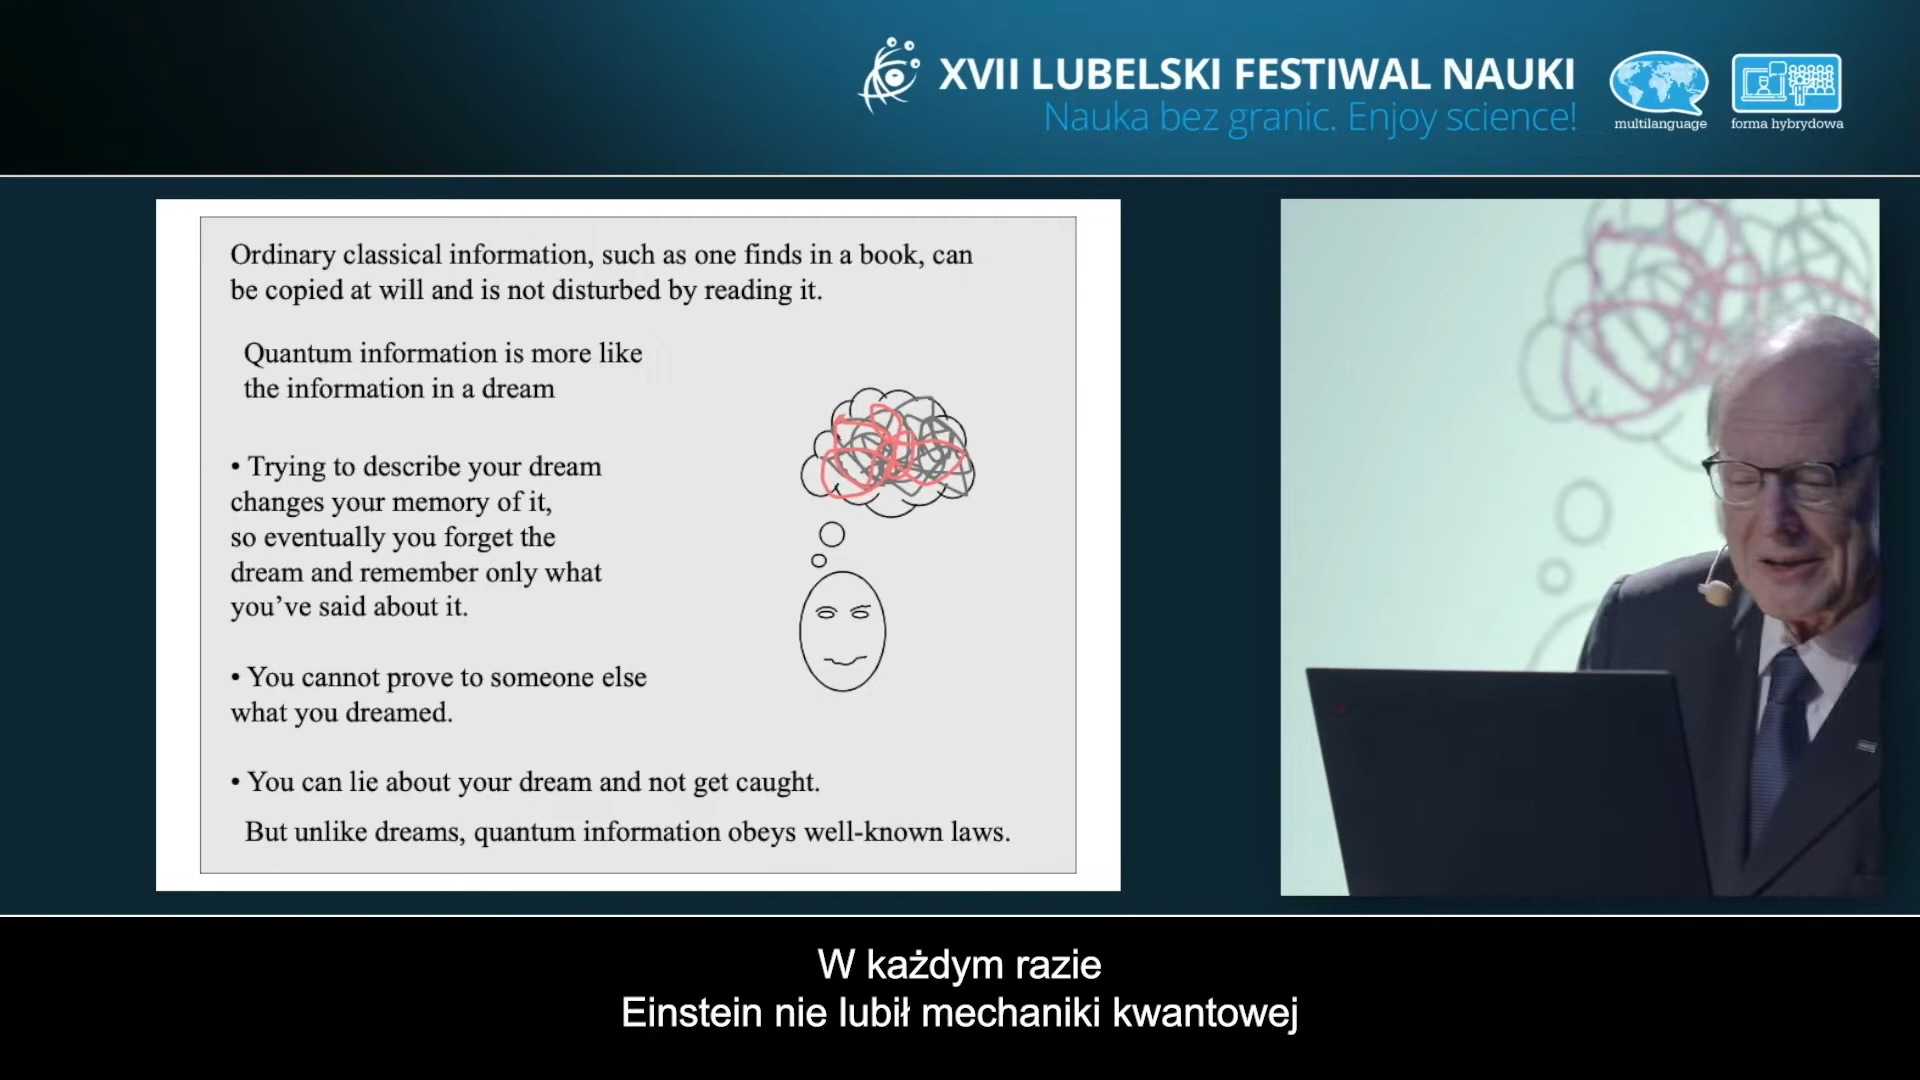 XVII LUBELSKI FESTIWAL NAUKI
Nauka bez granic. Enjoy science!
multilanguage
forma hybrydowa
Ordinary classical information, such as one finds in a book, can
be copied at will and is not disturbed by reading it.
Quantum information is more like
the information in a dream
• Trying to describe your dream
changes your memory of it,
so eventually you forget the
dream and remember only what
you’ve said about it.
• You cannot prove to someone else
what you dreamed.
• You can lie about your dream and not get caught.
But unlike dreams, quantum information obeys well-known laws.
W każdym razie
Einstein nie lubił mechaniki kwantowej